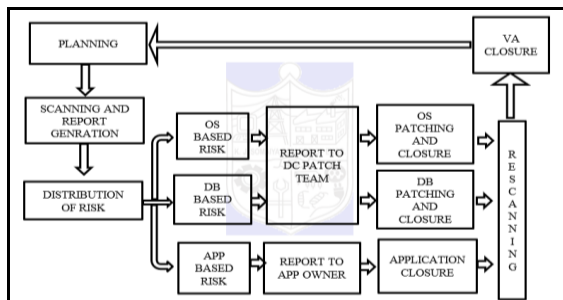 PLANNING
VA
CLOSURE
SCANNING AND
REPORT
GENRATION
DISTRIBUTION
OF RISK
OS
BASED
RISK
DB
BASED
RISK
APP
BASED
RISK
REPORT TO
DC PATCH
TEAM
REPORT TO
APP OWNER
OS
PATCHING
AND
CLOSURE
DB
PATCHING
AND
CLOSURE
APPLICATION
CLOSURE
R
E
S
C
A
N
N
I
N
G